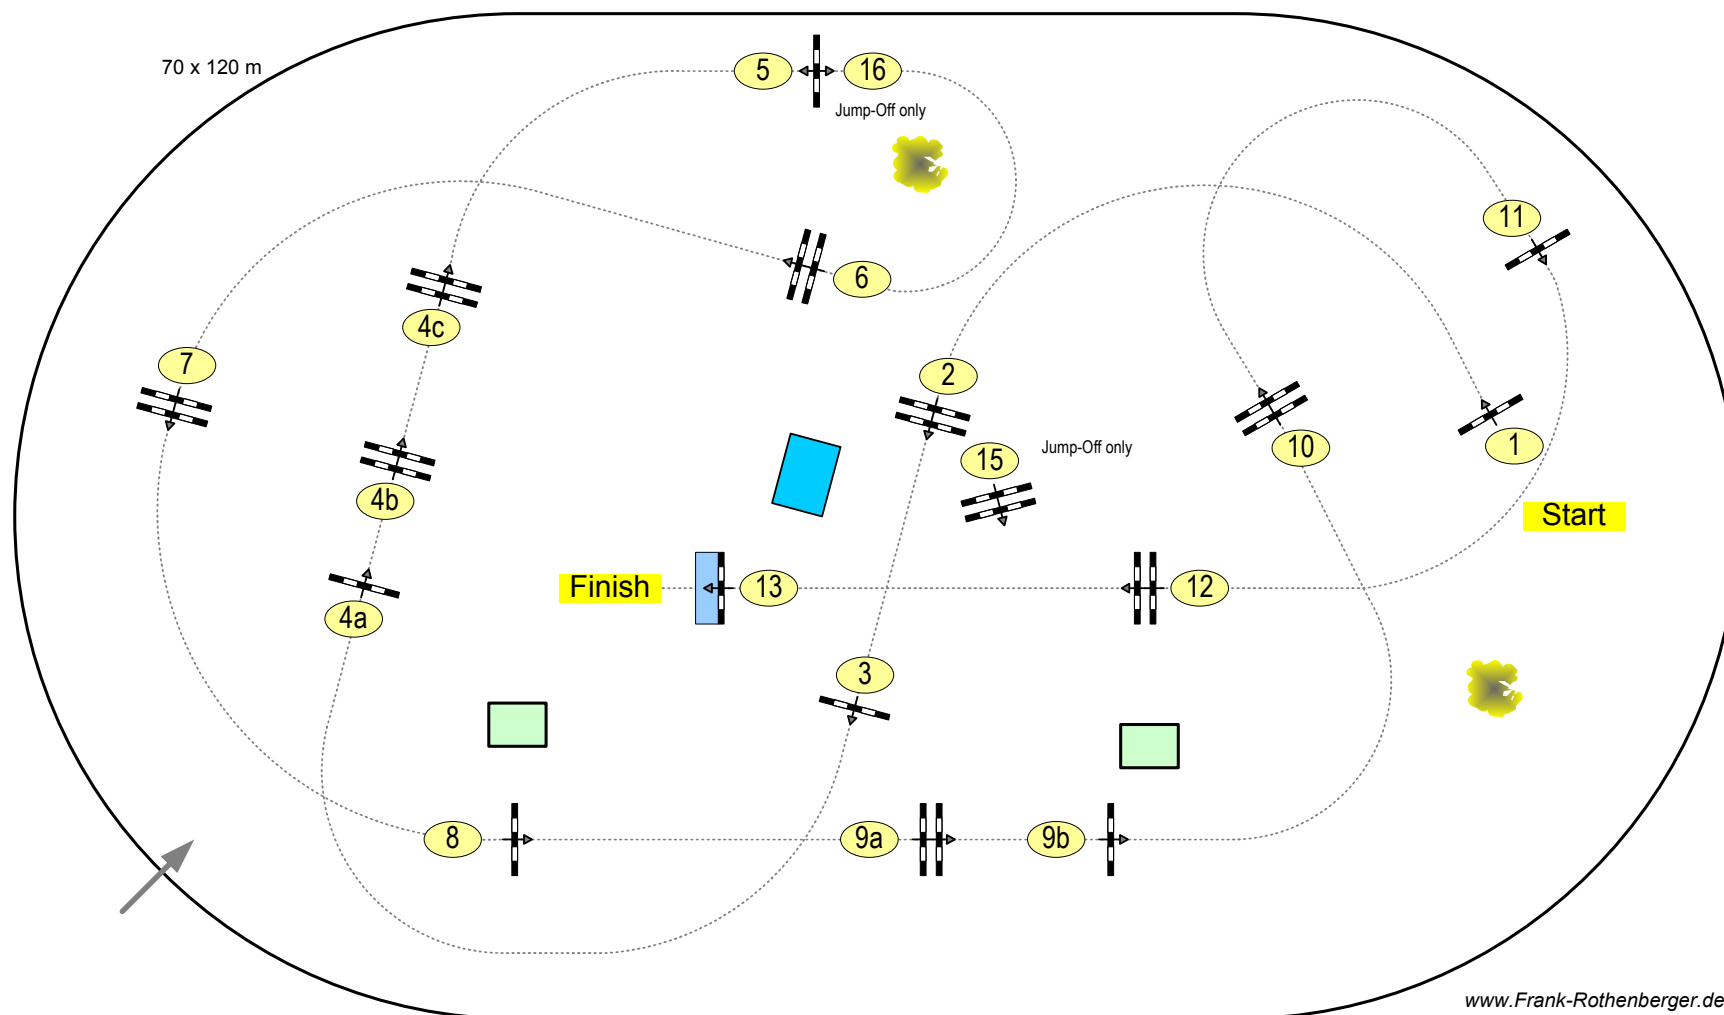 70 x 120 m
5
16
Jump-Off only
11
6
4c
7
2
10
1
15
Jump-Off only
4b
Start
Finish
13
12
4a
3
8
9a
9b
www.Frank-Rothenberger.de